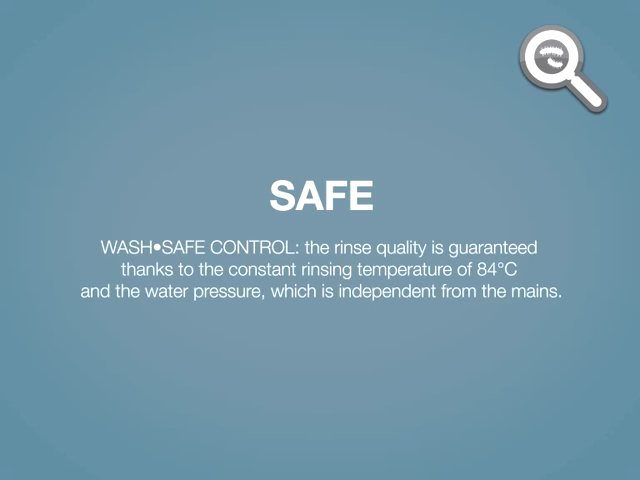 SAFE
WASH•SAFE CONTROL: the rinse quality is guaranteed
thanks to the constant rinsing temperature of 84°C
and the water pressure, which is independent from the mains.